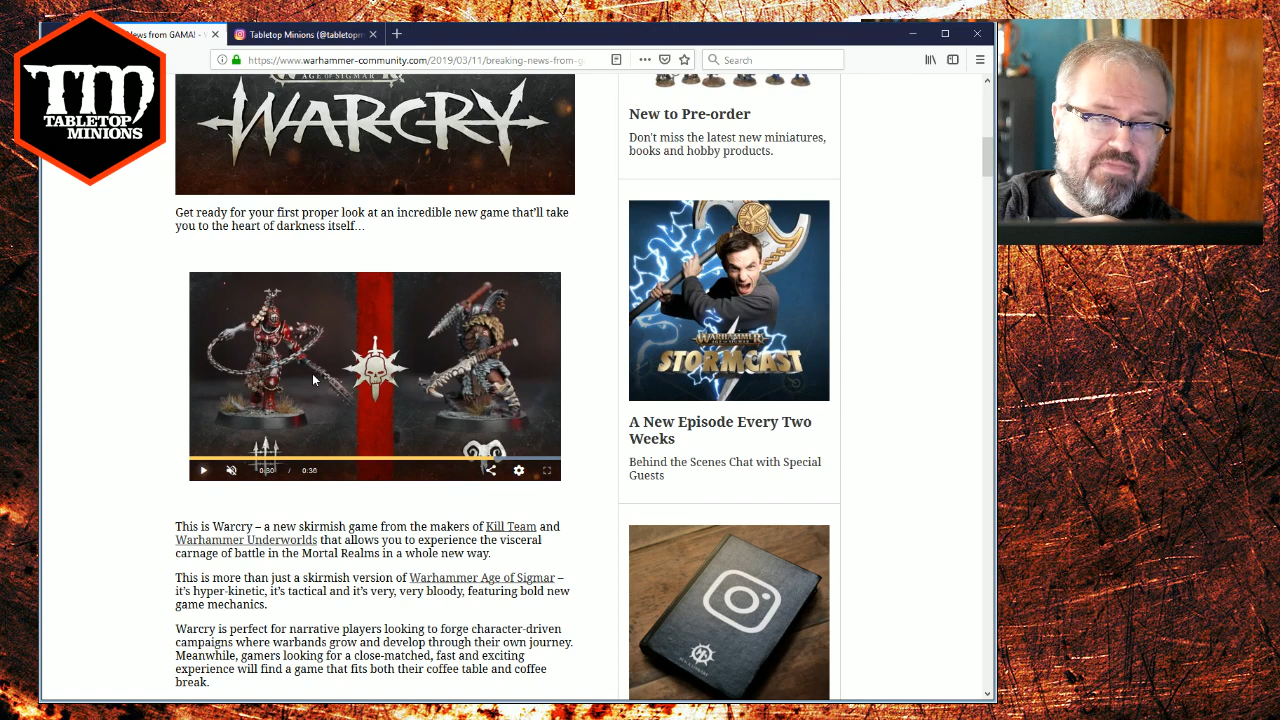 News from GAMA! -
Tabletop Minions (@tabletopm
TM
TABLETOP
MINIONS
https://www.warhammer-community.com/2019/03/11/breaking-news-from-g
Search
AGE OF SIGMAR
WARCRY
Get ready for your first proper look at an incredible new game that'll take
you to the heart of darkness itself…
0:30 / 0:36
This is Warcry – a new skirmish game from the makers of Kill Team and
Warhammer Underworlds that allows you to experience the visceral
carnage of battle in the Mortal Realms in a whole new way.
This is more than just a skirmish version of Warhammer Age of Sigmar –
it's hyper-kinetic, it's tactical and it's very, very bloody, featuring bold new
game mechanics.
Warcry is perfect for narrative players looking to forge character-driven
campaigns where warbands grow and develop through their own journey.
Meanwhile, gamers looking for a close-matched, fast and exciting
experience will find a game that fits both their coffee table and coffee
break.
New to Pre-order
Don't miss the latest new miniatures,
books and hobby products.
WARHAMMER
AGE OF SIGMAR
STORMCAST
A New Episode Every Two
Weeks
Behind the Scenes Chat with Special
Guests